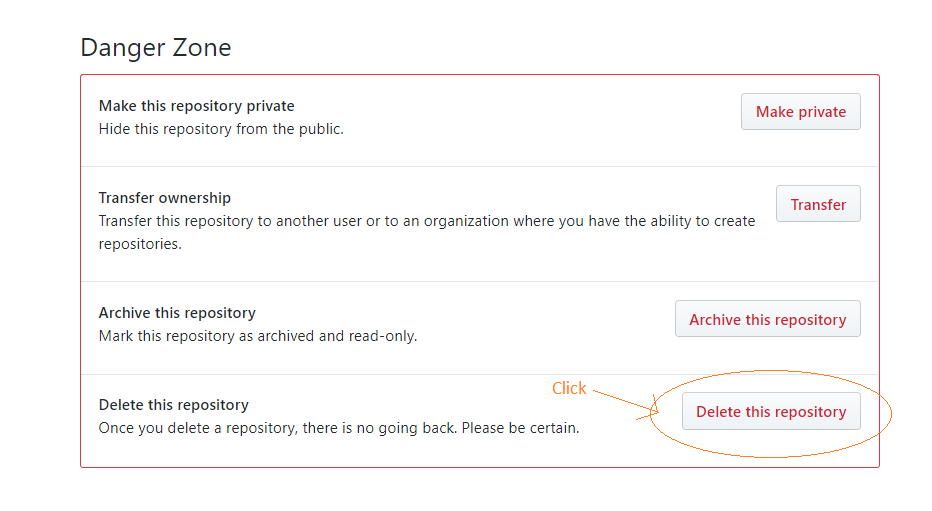 Danger Zone
Make this repository private
Hide this repository from the public.
Make private
Transfer ownership
Transfer this repository to another user or to an organization where you have the ability to create
repositories.
Transfer
Archive this repository
Mark this repository as archived and read-only.
Archive this repository
Click
Delete this repository
Once you delete a repository, there is no going back. Please be certain.
Delete this repository